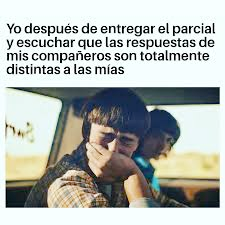 Yo después de entregar el parcial
y escuchar que las respuestas de
mis compañeros son totalmente
distintas a las mías